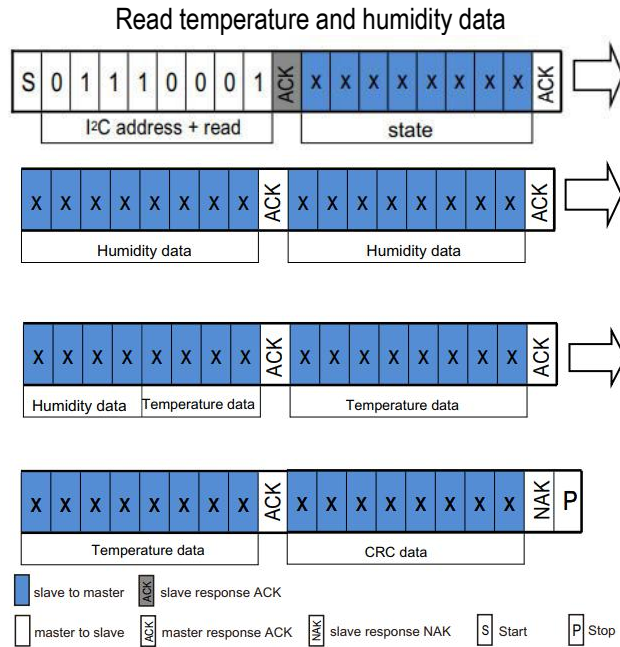 Read temperature and humidity data
S 0 1 1 1 0 0 0 1 ACK X X X X X X X X ACK
I²C address + read state
X X X X X X X X ACK X X X X X X X X ACK
Humidity data Humidity data
X X X X X X X X ACK X X X X X X X X ACK
Humidity data Temperature data Temperature data
X X X X X X X X ACK X X X X X X X X NAK P
Temperature data CRC data
slave to master ACK slave response ACK
master to slave ACK master response ACK NAK slave response NAK S Start P Stop